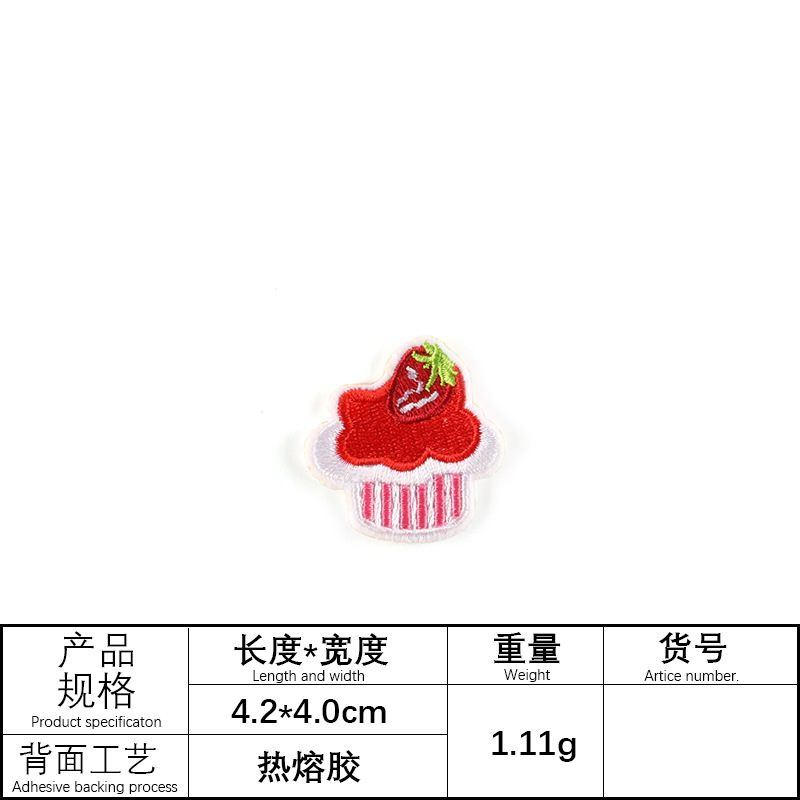 产品
规格
Product specificaton
长度*宽度
Length and width
重量
Weight
货号
Artice number.
4.2*4.0cm
1.11g
背面工艺
Adhesive backing process
热熔胶